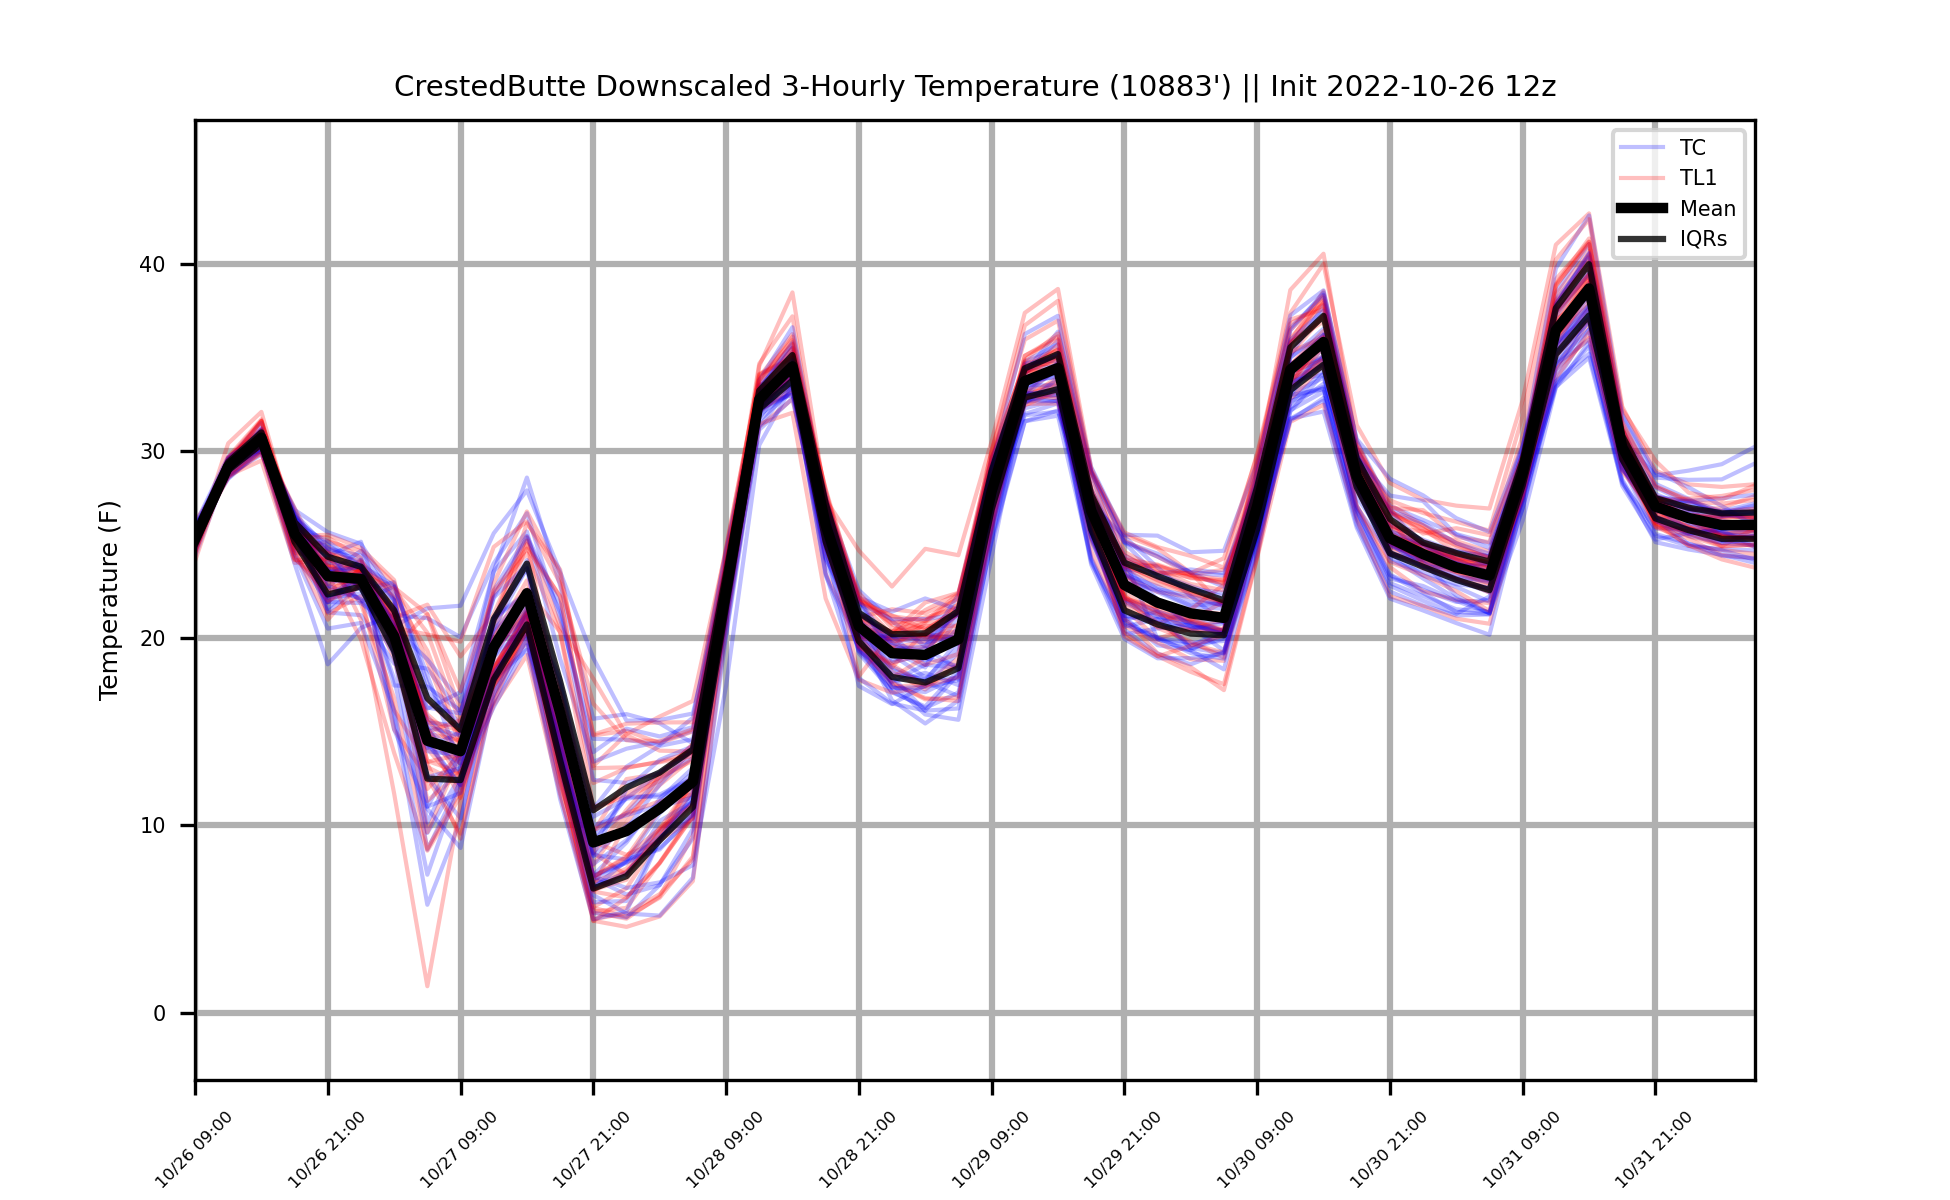 CrestedButte Downscaled 3-Hourly Temperature (10883') || Init 2022-10-26 12z
TC
TL1
Mean
IQRs
Temperature (F)
40
30
20
10
0
10/26 09:00
10/26 21:00
10/27 09:00
10/27 21:00
10/28 09:00
10/28 21:00
10/29 09:00
10/29 21:00
10/30 09:00
10/30 21:00
10/31 09:00
10/31 21:00